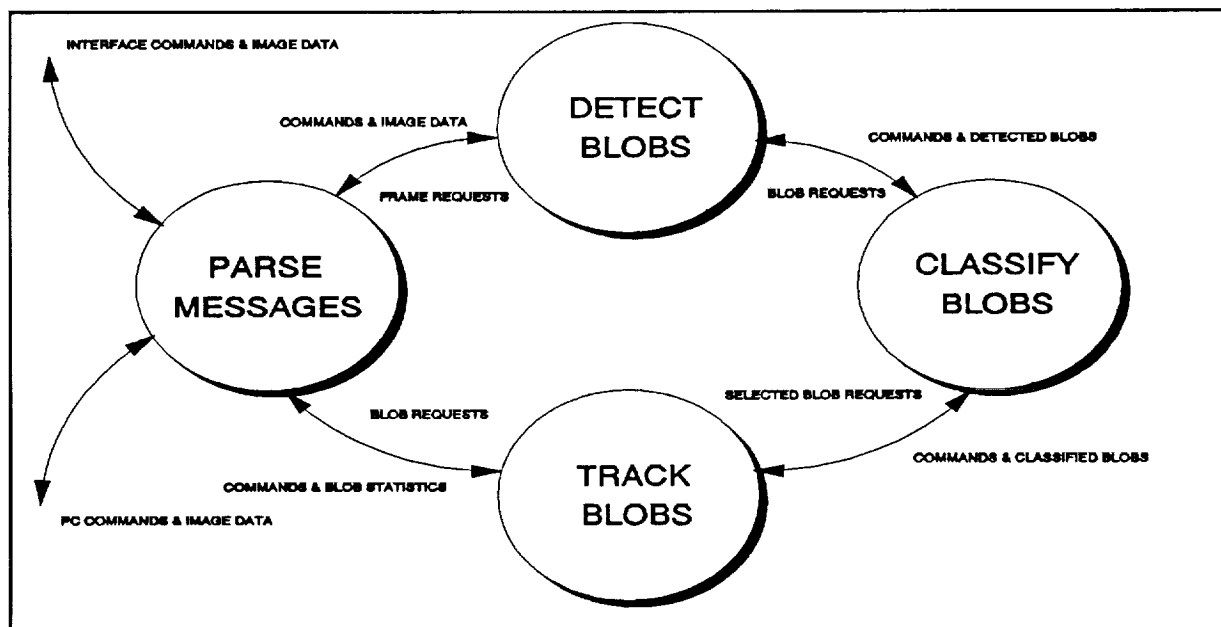 INTERFACE COMMANDS & IMAGE DATA
DETECT
BLOBS
COMMANDS & IMAGE DATA
COMMANDS & DETECTED BLOBS
FRAME REQUESTS
BLOB REQUESTS
PARSE
MESSAGES
CLASSIFY
BLOBS
BLOB REQUESTS
SELECTED BLOB REQUESTS
COMMANDS & CLASSIFIED BLOBS
TRACK
BLOBS
COMMANDS & BLOB STATISTICS
PC COMMANDS & IMAGE DATA